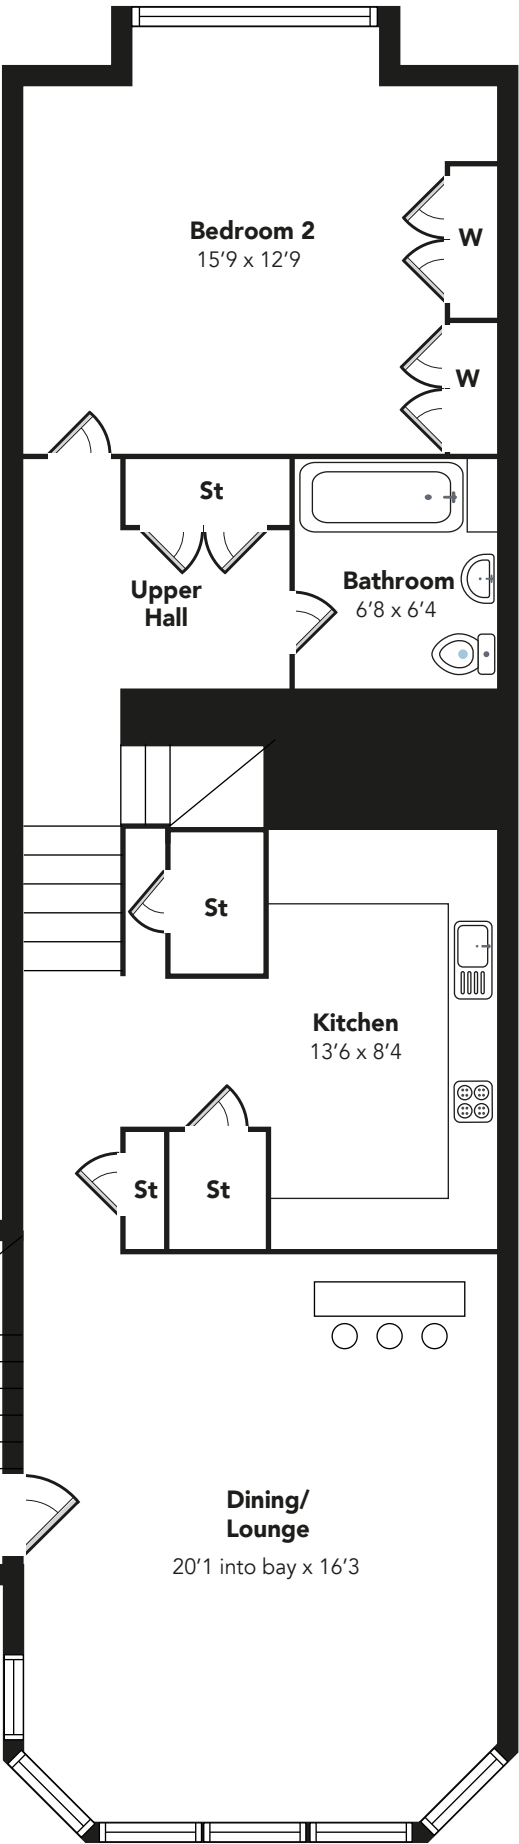 Bedroom 2
15’9 x 12’9
W
W
St
Upper
Hall
Bathroom
6’8 x 6’4
St
Kitchen
13’6 x 8’4
St
St
Dining/
Lounge
20’1 into bay x 16’3